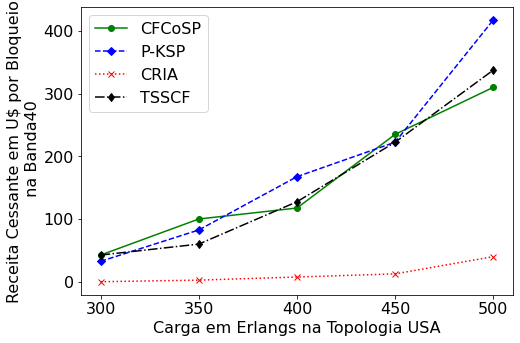 Receita Cessante em U$ por Bloqueio
na Banda40
400
300
200
100
0
CFCoSP
P-KSP
CRIA
TSSCF
300 350 400 450 500
Carga em Erlangs na Topologia USA